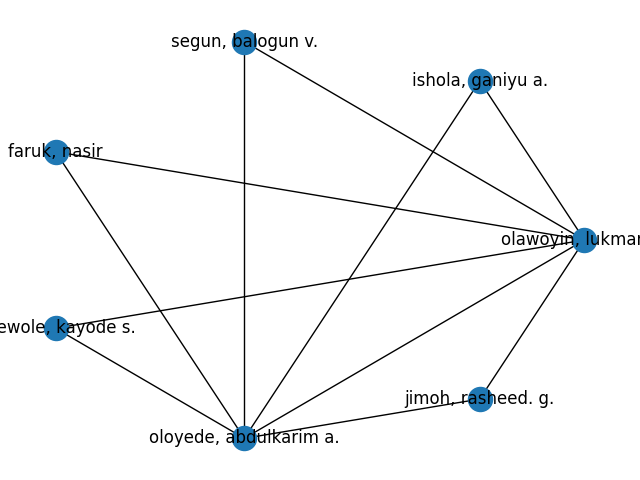 segun, balogun v.
ishola, ganiyu a.
faruk, nasir
olawoyin, lukman
ewole, kayode s.
jimoh, rasheed. g.
oloyede, abdulkarim a.